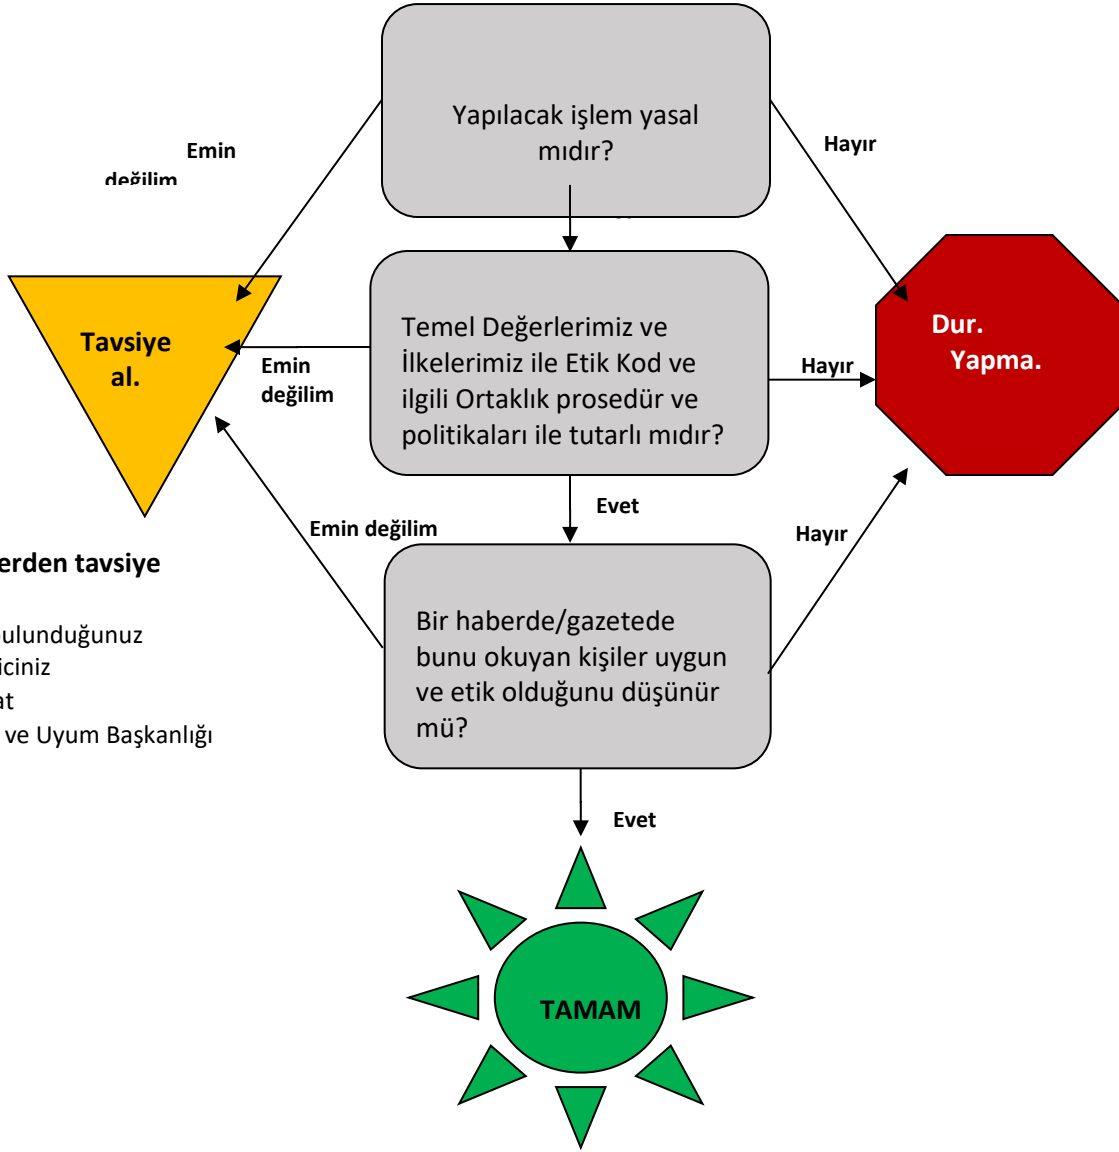 Yapılacak işlem yasal
mıdır?
Emin
değilim
Hayır
Temel Değerlerimiz ve
İlkelerimiz ile Etik Kod ve
ilgili Ortaklık prosedür ve
politikaları ile tutarlı mıdır?
Tavsiye
al.
Emin
değilim
Hayır
Dur.
Yapma.
Evet
Emin değilim
Hayır
erden tavsiye
ulunduğunuz
iciniz
at
ve Uyum Başkanlığı
Bir haberde/gazetede
bunu okuyan kişiler uygun
ve etik olduğunu düşünür
mü?
Evet
TAMAM